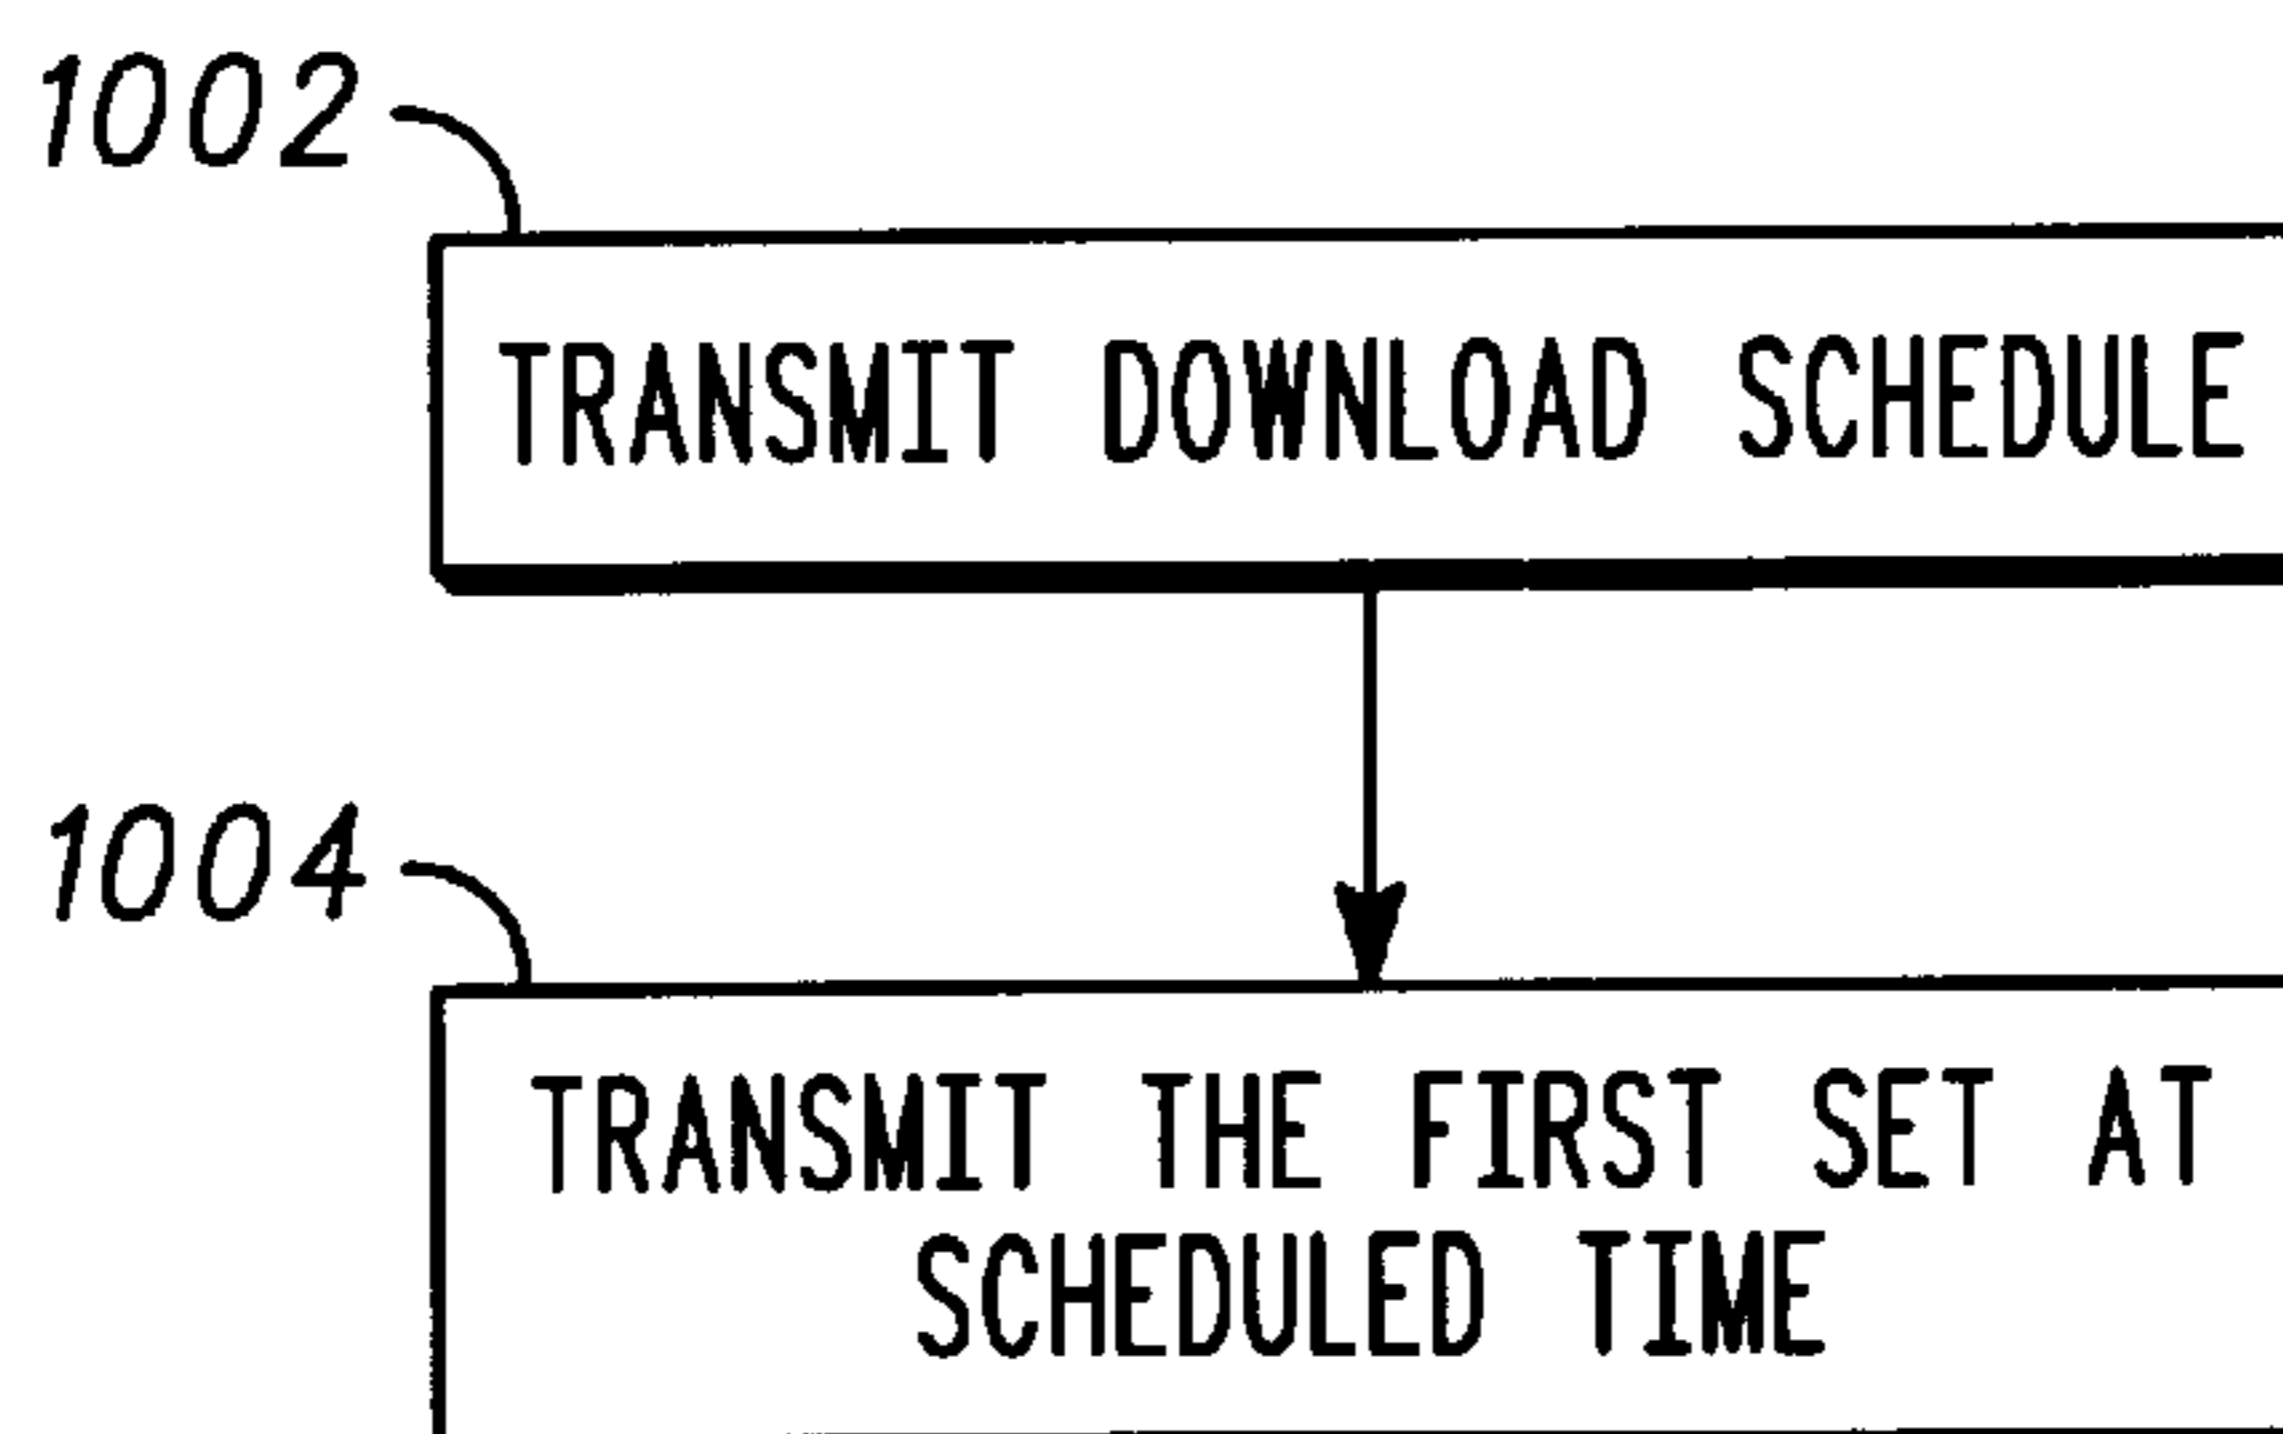 1002
TRANSMIT DOWNLOAD SCHEDULE
1004
TRANSMIT THE FIRST SET AT
SCHEDULED TIME